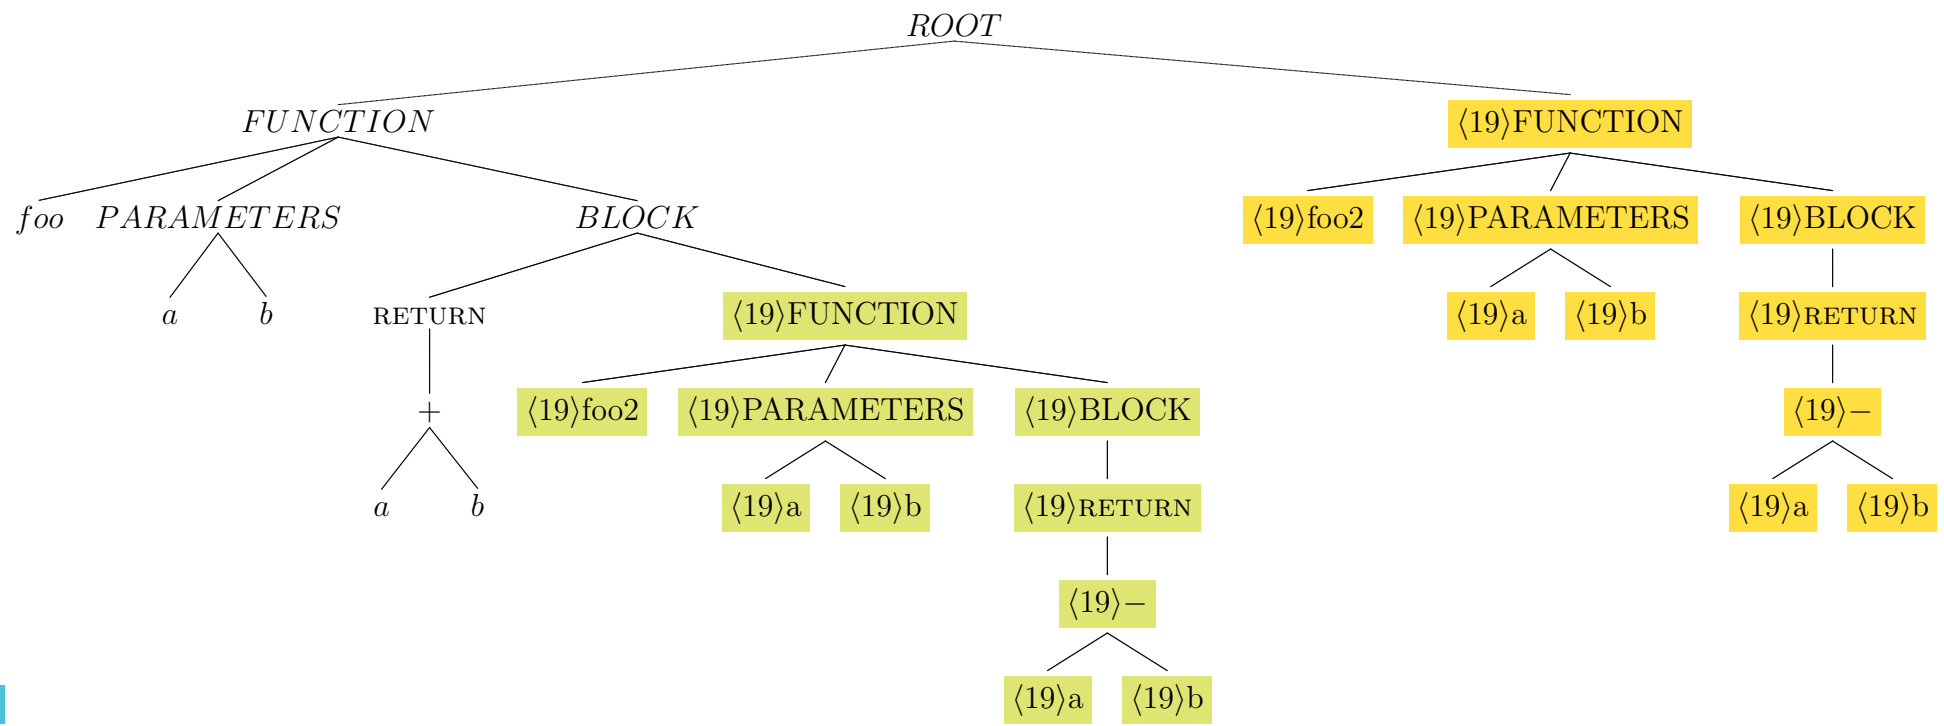 ROOT
FUNCTION ⟨19⟩FUNCTION
foo PARAMETERS BLOCK ⟨19⟩foo2 ⟨19⟩PARAMETERS ⟨19⟩BLOCK
a b RETURN ⟨19⟩FUNCTION ⟨19⟩a ⟨19⟩b ⟨19⟩RETURN
+ ⟨19⟩foo2 ⟨19⟩PARAMETERS ⟨19⟩BLOCK ⟨19⟩−
a b ⟨19⟩a ⟨19⟩b ⟨19⟩RETURN ⟨19⟩a ⟨19⟩b
⟨19⟩−
⟨19⟩a ⟨19⟩b